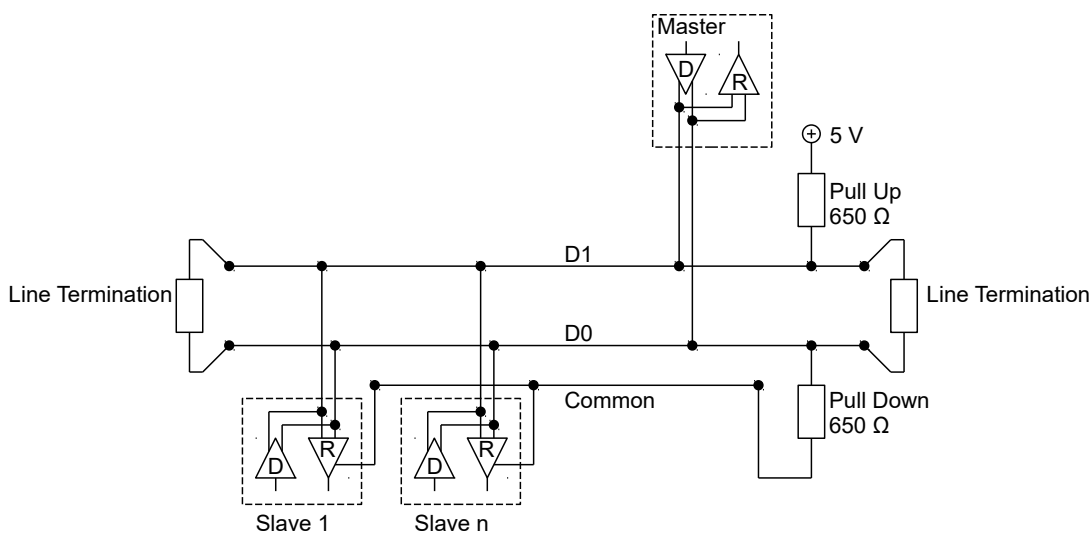 Master
D
R
5 V
Pull Up
650 Ω
D1
Line Termination
Line Termination
D0
Common
Pull Down
650 Ω
D
R
D
R
Slave 1
Slave n